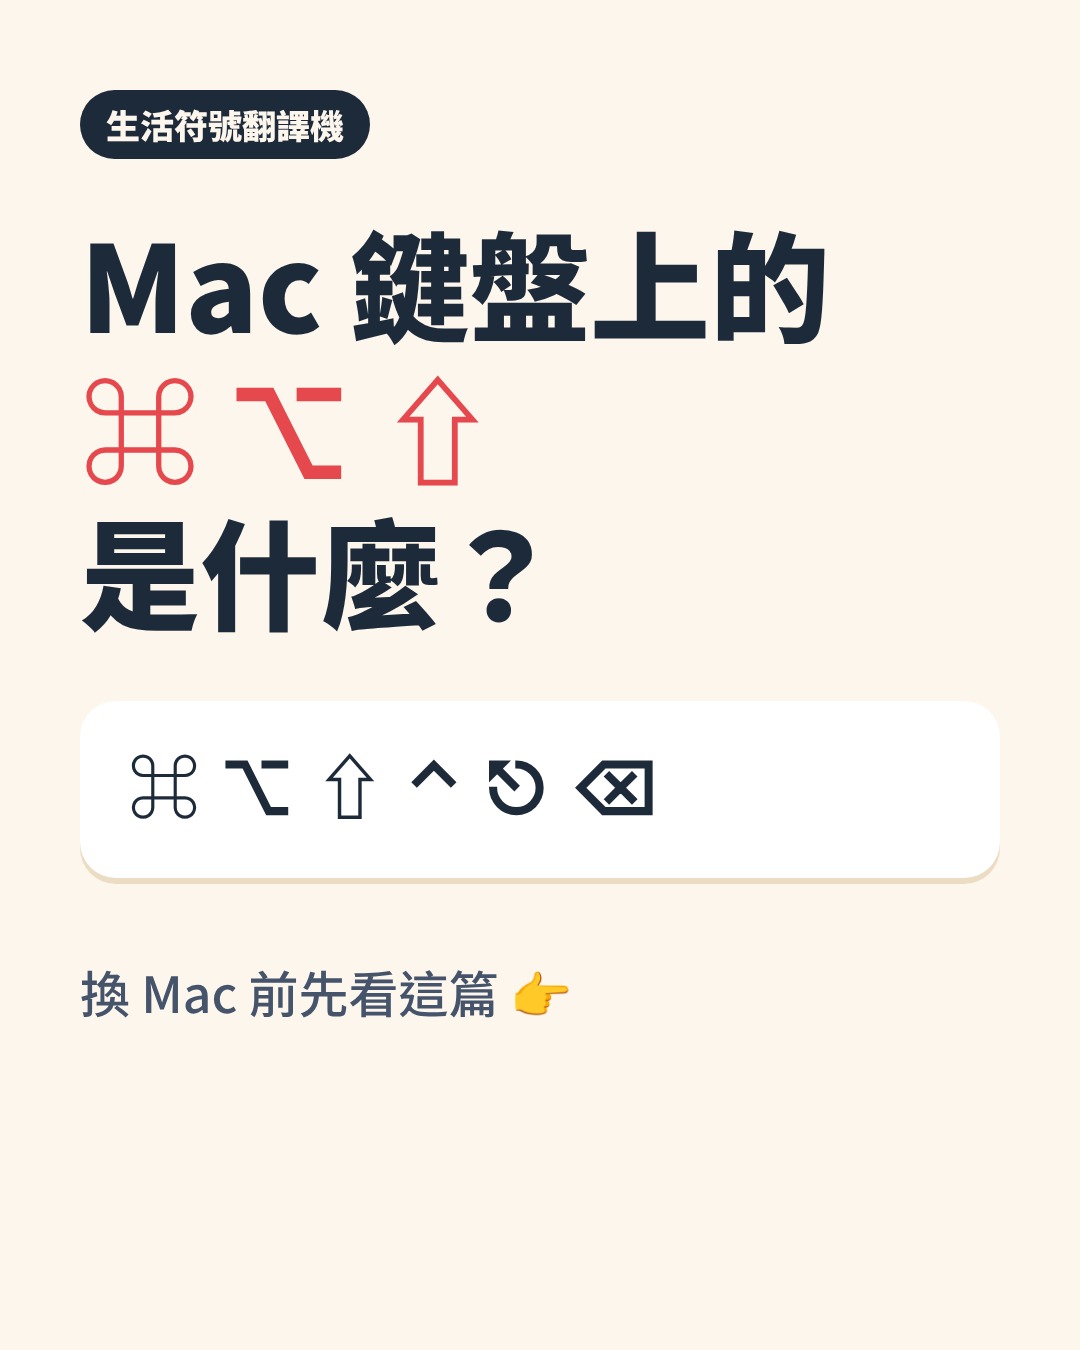 生活符號翻譯機
Mac 鍵盤上的
⌘ ⌥ ⇧
是什麼？
⌘ ⌥ ⇧ ⌃ ⎋ ⌫
換 Mac 前先看這篇 👉